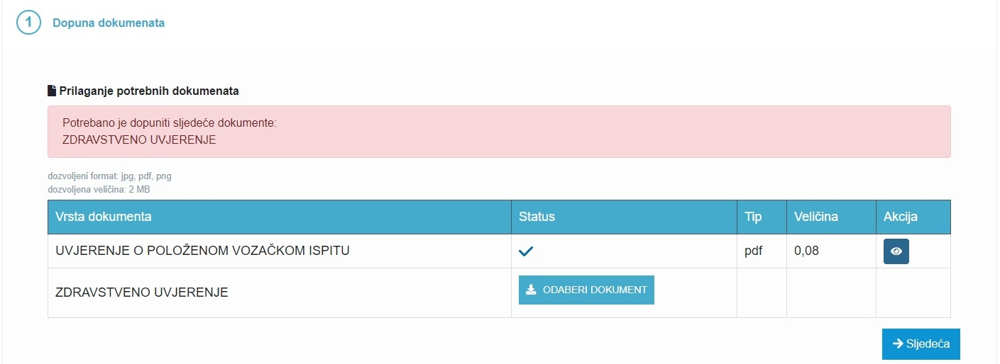 1 Dopuna dokumenata
Prilaganje potrebnih dokumenata
Potrebano je dopuniti sljedeće dokumente:
ZDRAVSTVENO UVJERENJE
dozvoljeni format: jpg, pdf, png
dozvoljena veličina: 2 MB
Vrsta dokumenta Status Tip Veličina Akcija
UVJERENJE O POLOŽENOM VOZAČKOM ISPITU pdf 0,08
ZDRAVSTVENO UVJERENJE ODABERI DOKUMENT
Sljedeća